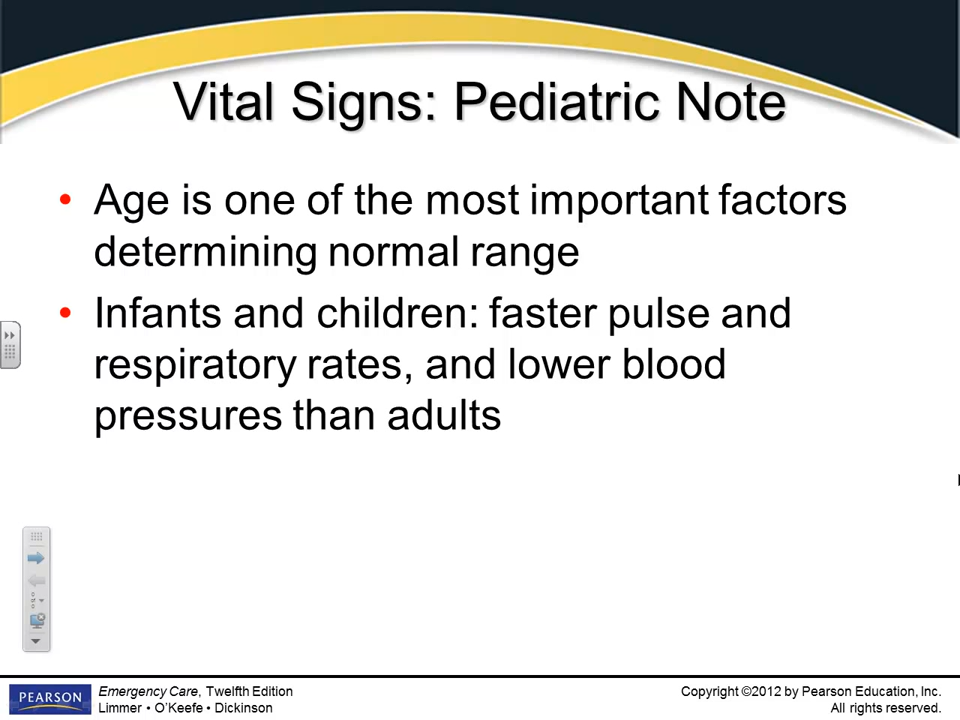 Vital Signs: Pediatric Note
• Age is one of the most important factors
determining normal range
• Infants and children: faster pulse and
respiratory rates, and lower blood
pressures than adults
PEARSON
Emergency Care, Twelfth Edition
Limmer • O’Keefe • Dickinson
Copyright ©2012 by Pearson Education, Inc.
All rights reserved.